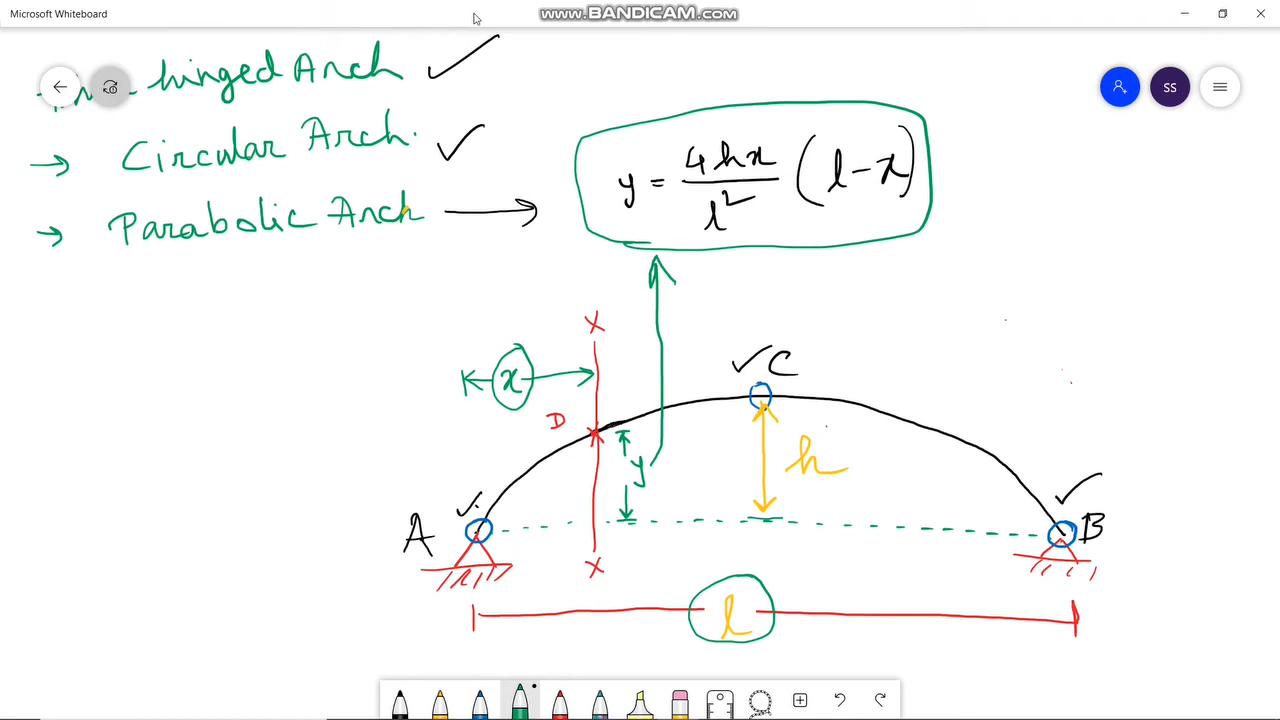 Microsoft Whiteboard
www.BANDICAM.com
hinged Arch ✓
SS
→ Circular Arch. ✓
→ Parabolic Arch →
y = 4hx/l² (l-x)
X
x
✓ C
D
y
h
A ✓
✓ B
X
l